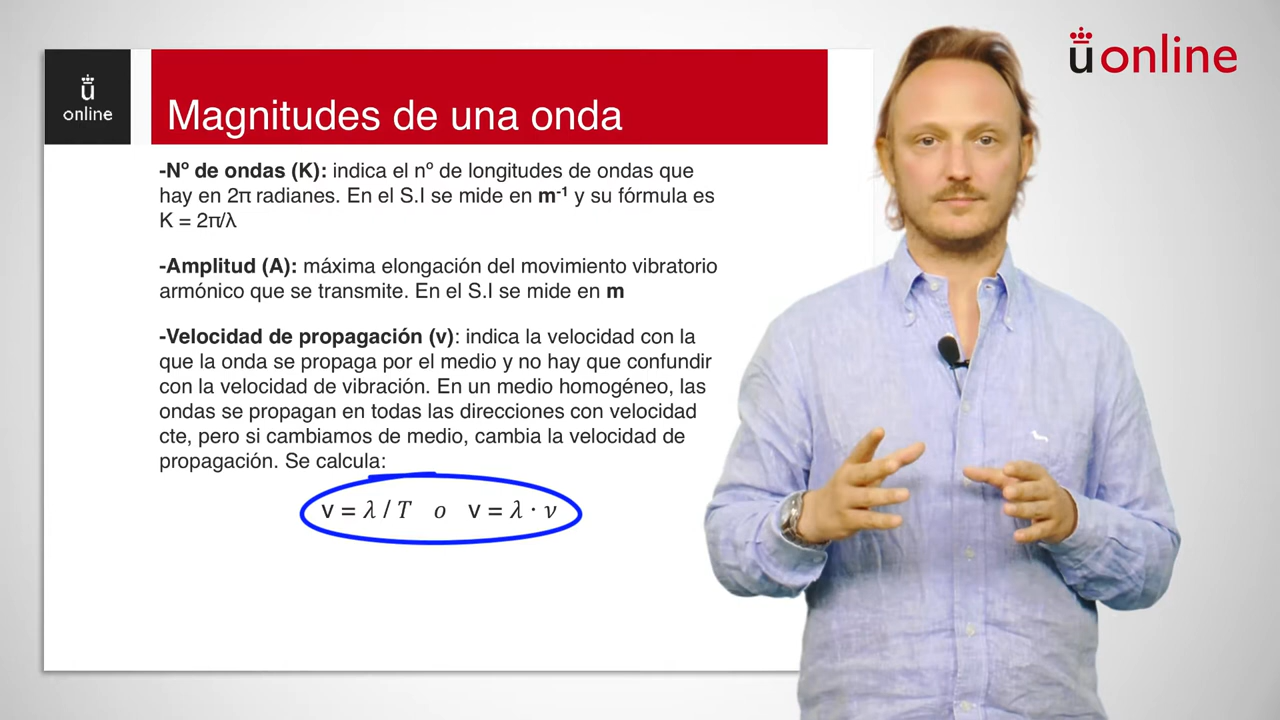 ū online
ū
online
Magnitudes de una onda
-Nº de ondas (K): indica el nº de longitudes de ondas que
hay en 2π radianes. En el S.I se mide en m⁻¹ y su fórmula es
K = 2π/λ
-Amplitud (A): máxima elongación del movimiento vibratorio
armónico que se transmite. En el S.I se mide en m
-Velocidad de propagación (v): indica la velocidad con la
que la onda se propaga por el medio y no hay que confundir
con la velocidad de vibración. En un medio homogéneo, las
ondas se propagan en todas las direcciones con velocidad
cte, pero si cambiamos de medio, cambia la velocidad de
propagación. Se calcula:
v = λ / T o v = λ · ν